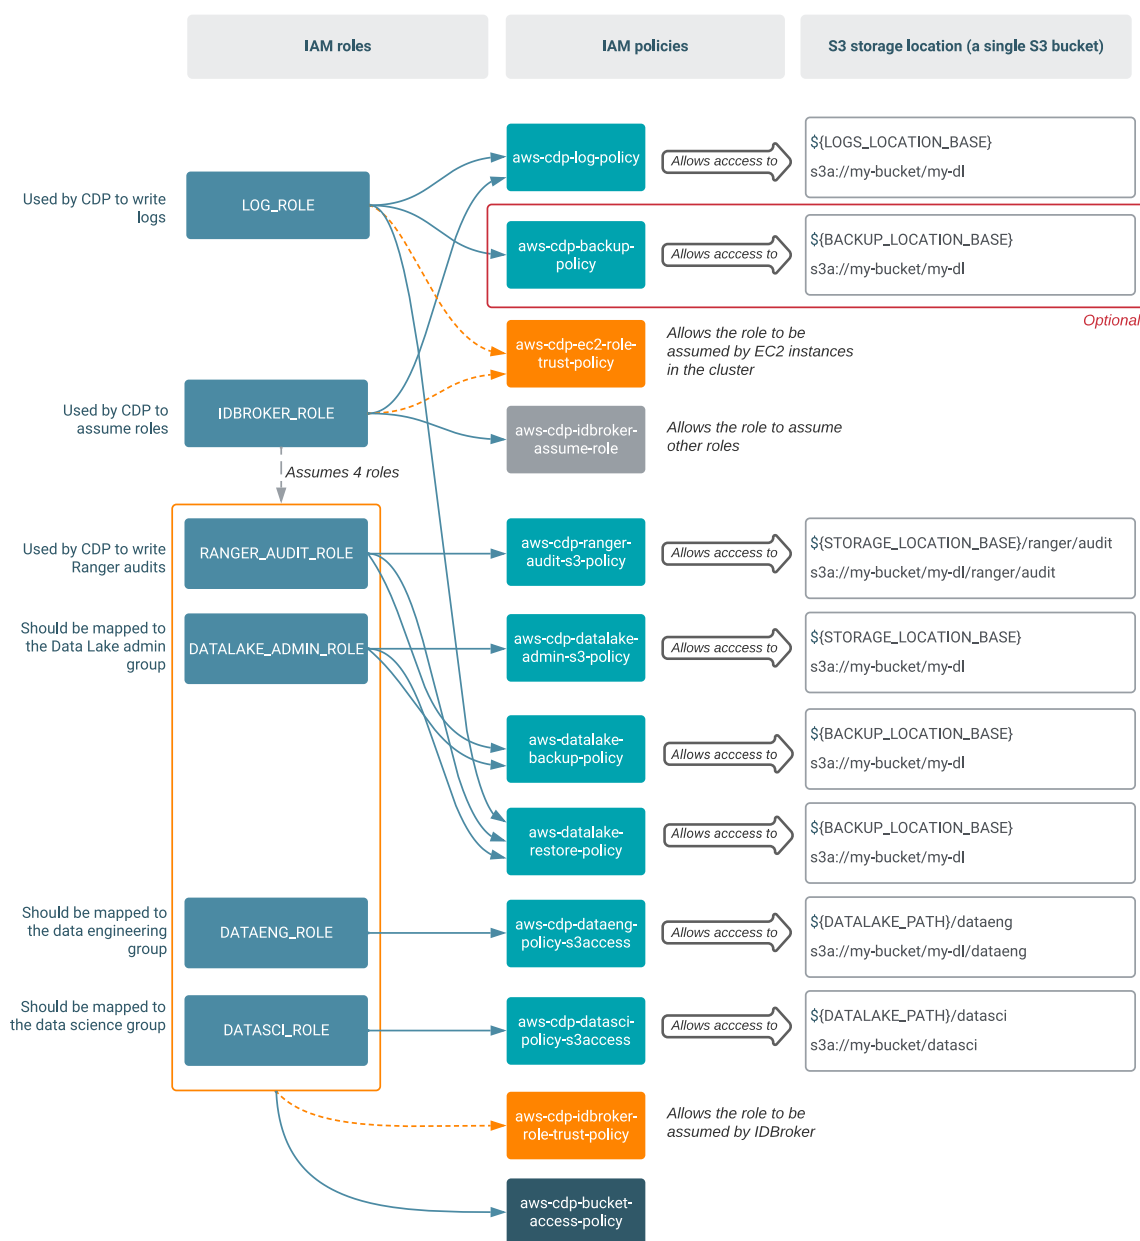 IAM roles
IAM policies
S3 storage location (a single S3 bucket)
Used by CDP to write
logs
LOG_ROLE
aws-cdp-log-policy
Allows acccess to
${LOGS_LOCATION_BASE}
s3a://my-bucket/my-dl
aws-cdp-backup-
policy
Allows acccess to
${BACKUP_LOCATION_BASE}
s3a://my-bucket/my-dl
Optional
aws-cdp-ec2-role-
trust-policy
Allows the role to be
assumed by EC2 instances
in the cluster
Used by CDP to
assume roles
IDBROKER_ROLE
aws-cdp-idbroker-
assume-role
Allows the role to assume
other roles
Assumes 4 roles
Used by CDP to write
Ranger audits
RANGER_AUDIT_ROLE
aws-cdp-ranger-
audit-s3-policy
Allows acccess to
${STORAGE_LOCATION_BASE}/ranger/audit
s3a://my-bucket/my-dl/ranger/audit
Should be mapped to
the Data Lake admin
group
DATALAKE_ADMIN_ROLE
aws-cdp-datalake-
admin-s3-policy
Allows acccess to
${STORAGE_LOCATION_BASE}
s3a://my-bucket/my-dl
aws-datalake-
backup-policy
Allows acccess to
${BACKUP_LOCATION_BASE}
s3a://my-bucket/my-dl
aws-datalake-
restore-policy
Allows acccess to
${BACKUP_LOCATION_BASE}
s3a://my-bucket/my-dl
Should be mapped to
the data engineering
group
DATAENG_ROLE
aws-cdp-dataeng-
policy-s3access
Allows acccess to
${DATALAKE_PATH}/dataeng
s3a://my-bucket/my-dl/dataeng
Should be mapped to
the data science group
DATASCI_ROLE
aws-cdp-datasci-
policy-s3access
Allows acccess to
${DATALAKE_PATH}/datasci
s3a://my-bucket/datasci
aws-cdp-idbroker-
role-trust-policy
Allows the role to be
assumed by IDBroker
aws-cdp-bucket-
access-policy